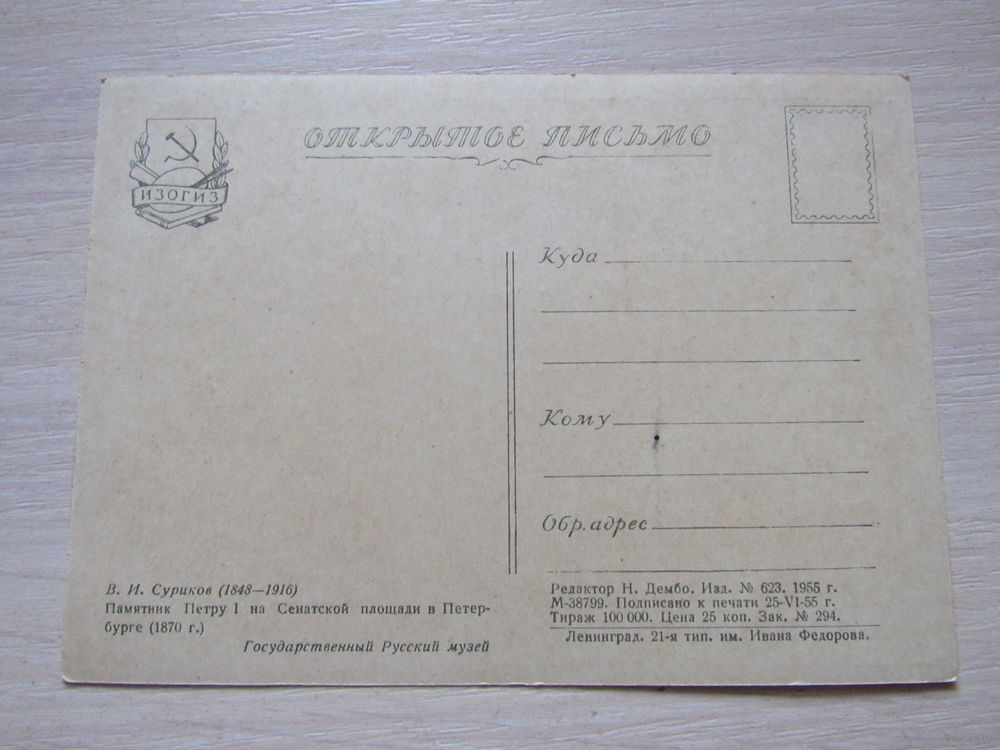 ОТКРЫТОЕ ПИСЬМО
ИЗОГИЗ
Куда
Кому
Обр. адрес
В. И. Суриков (1848—1916)
Памятник Петру I на Сенатской площади в Петер-
бурге (1870 г.)
Государственный Русский музей
Редактор Н. Дембо. Изд. № 623. 1955 г.
М-38799. Подписано к печати 25-VI-55 г.
Тираж 100 000. Цена 25 коп. Зак. № 294.
Ленинград. 21-я тип. им. Ивана Федорова.